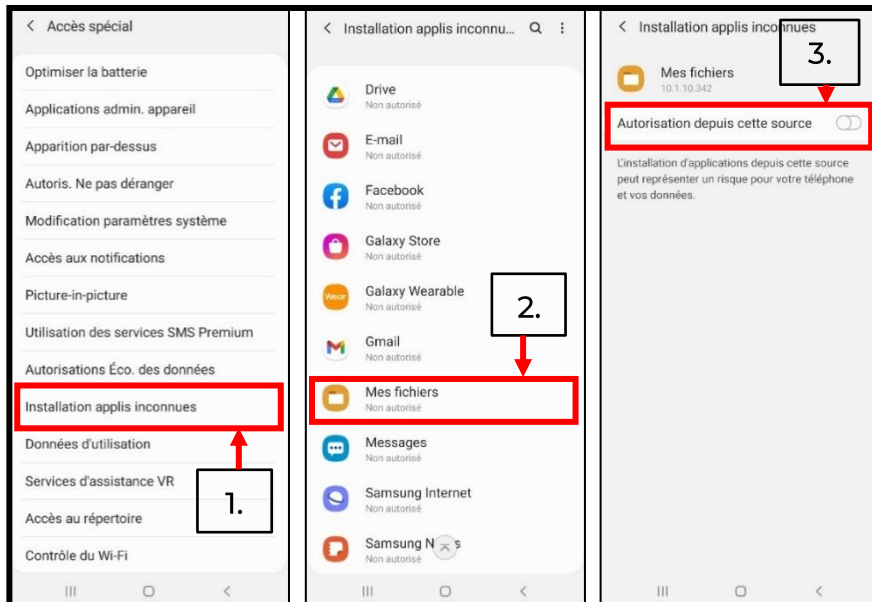 Accès spécial
Optimiser la batterie
Applications admin. appareil
Apparition par-dessus
Autoris. Ne pas déranger
Modification paramètres système
Accès aux notifications
Picture-in-picture
Utilisation des services SMS Premium
Autorisations Éco. des données
Installation applis inconnues
Données d'utilisation
Services d'assistance VR
Accès au répertoire
Contrôle du Wi-Fi
1.
Installation applis inconnu...
Drive
Non autorisé
E-mail
Non autorisé
Facebook
Non autorisé
Galaxy Store
Non autorisé
Wear
Galaxy Wearable
Non autorisé
Gmail
Non autorisé
Mes fichiers
Non autorisé
Messages
Non autorisé
Samsung Internet
Non autorisé
Samsung
Non autorisé
2.
Installation applis inconnues
Mes fichiers
10.1.10.342
3.
Autorisation depuis cette source
L'installation d'applications depuis cette source
peut représenter un risque pour votre téléphone
et vos données.